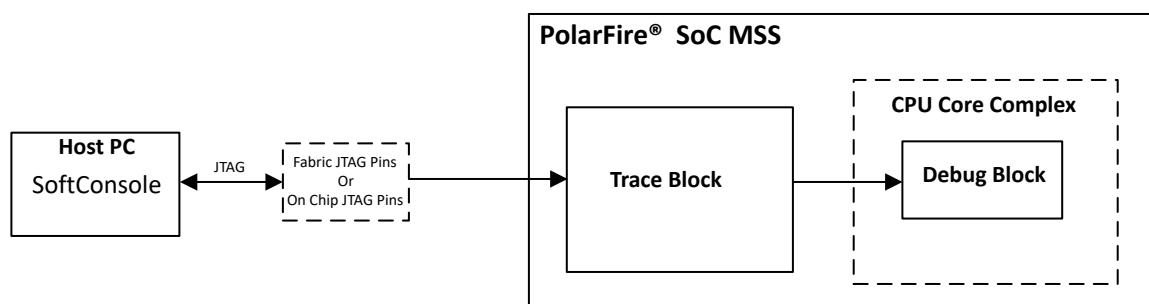 PolarFire® SoC MSS
CPU Core Complex
Host PC
SoftConsole
JTAG
Fabric JTAG Pins
Or
On Chip JTAG Pins
Trace Block
Debug Block